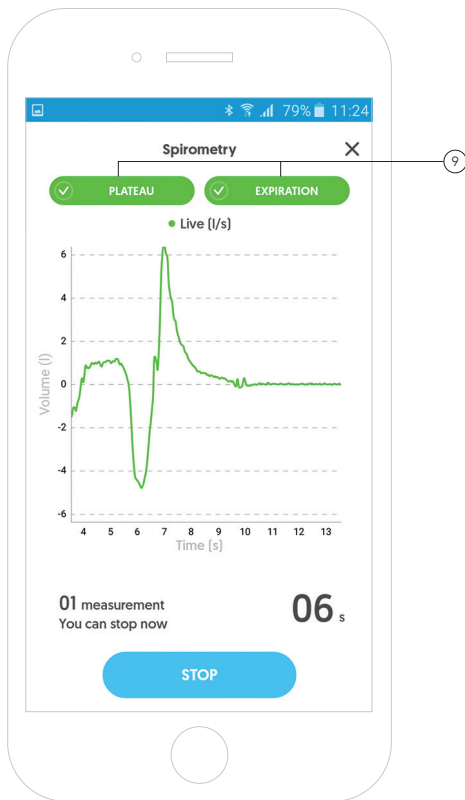 79% 11:24
Spirometry
9
PLATEAU EXPIRATION
Live (l/s)
6
4
2
0
-2
-4
-6
Volume (l)
4 5 6 7 8 9 10 11 12 13
Time (s)
01 measurement
06 s
You can stop now
STOP